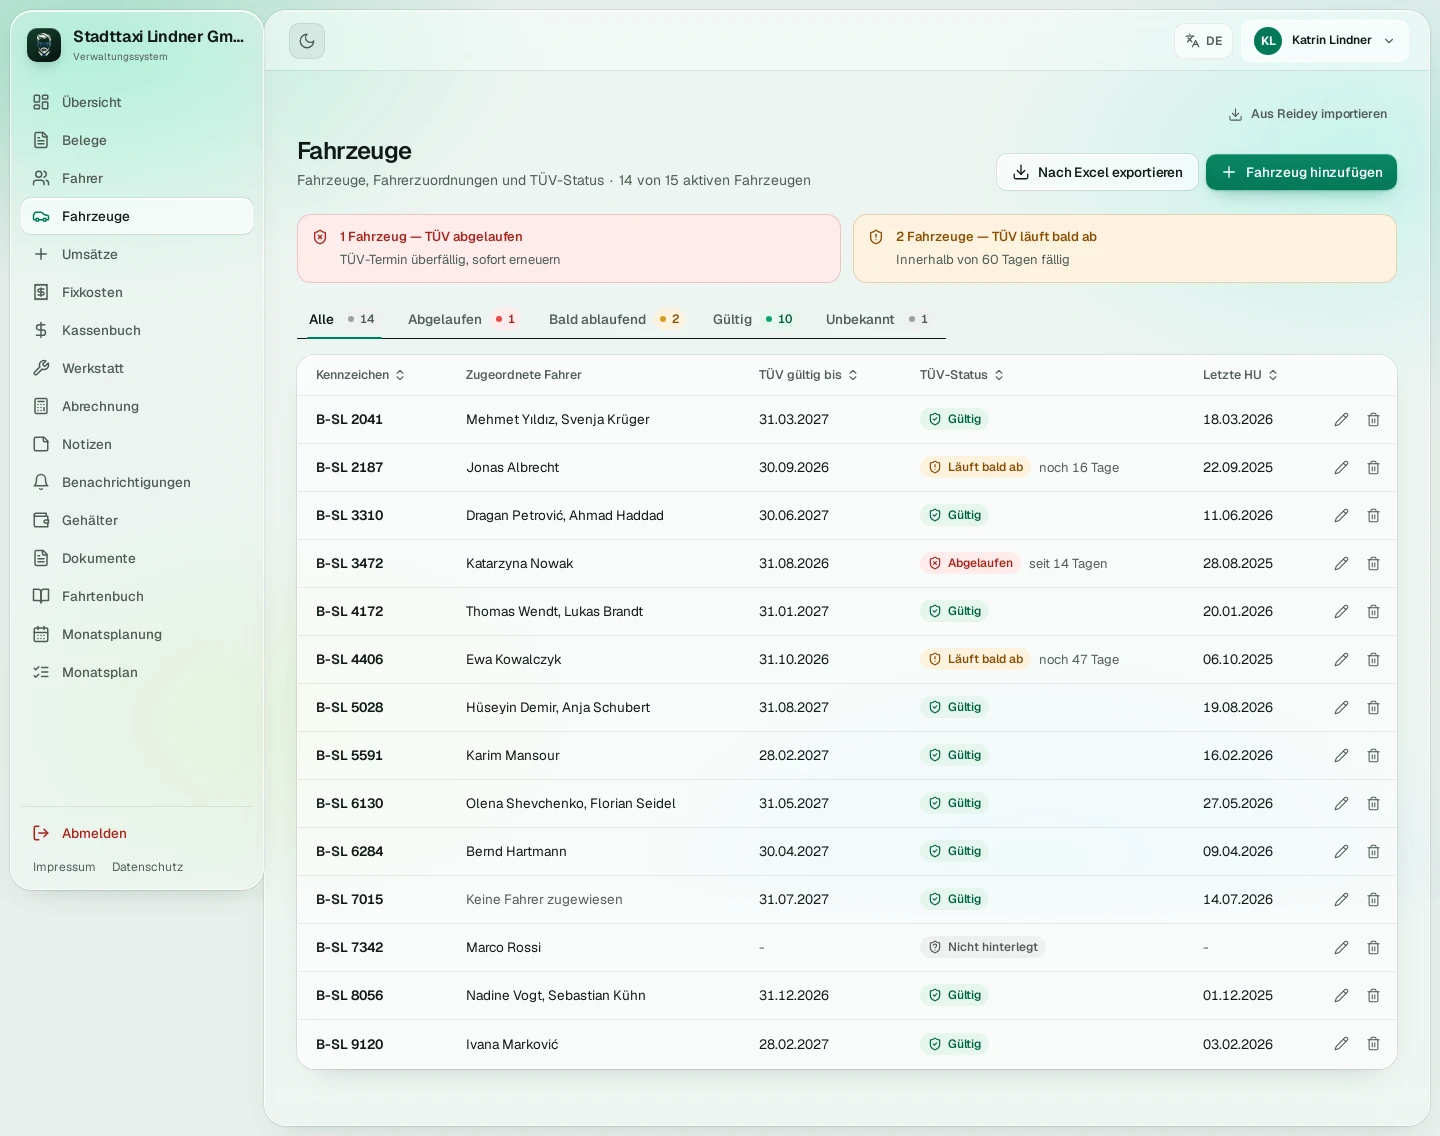 Stadttaxi Lindner Gm...
Verwaltungssystem
Übersicht
Belege
Fahrer
Fahrzeuge
Umsätze
Fixkosten
Kassenbuch
Werkstatt
Abrechnung
Notizen
Benachrichtigungen
Gehälter
Dokumente
Fahrtenbuch
Monatsplanung
Monatsplan
Abmelden
Impressum Datenschutz
DE
KL Katrin Lindner
Aus Reidey importieren
Fahrzeuge
Fahrzeuge, Fahrerzuordnungen und TÜV-Status · 14 von 15 aktiven Fahrzeugen
Nach Excel exportieren
Fahrzeug hinzufügen
1 Fahrzeug — TÜV abgelaufen
TÜV-Termin überfällig, sofort erneuern
2 Fahrzeuge — TÜV läuft bald ab
Innerhalb von 60 Tagen fällig
Alle 14 Abgelaufen 1 Bald ablaufend 2 Gültig 10 Unbekannt 1
Kennzeichen Zugeordnete Fahrer TÜV gültig bis TÜV-Status Letzte HU
B-SL 2041 Mehmet Yıldız, Svenja Krüger 31.03.2027 Gültig 18.03.2026
B-SL 2187 Jonas Albrecht 30.09.2026 Läuft bald ab noch 16 Tage 22.09.2025
B-SL 3310 Dragan Petrović, Ahmad Haddad 30.06.2027 Gültig 11.06.2026
B-SL 3472 Katarzyna Nowak 31.08.2026 Abgelaufen seit 14 Tagen 28.08.2025
B-SL 4172 Thomas Wendt, Lukas Brandt 31.01.2027 Gültig 20.01.2026
B-SL 4406 Ewa Kowalczyk 31.10.2026 Läuft bald ab noch 47 Tage 06.10.2025
B-SL 5028 Hüseyin Demir, Anja Schubert 31.08.2027 Gültig 19.08.2026
B-SL 5591 Karim Mansour 28.02.2027 Gültig 16.02.2026
B-SL 6130 Olena Shevchenko, Florian Seidel 31.05.2027 Gültig 27.05.2026
B-SL 6284 Bernd Hartmann 30.04.2027 Gültig 09.04.2026
B-SL 7015 Keine Fahrer zugewiesen 31.07.2027 Gültig 14.07.2026
B-SL 7342 Marco Rossi - Nicht hinterlegt -
B-SL 8056 Nadine Vogt, Sebastian Kühn 31.12.2026 Gültig 01.12.2025
B-SL 9120 Ivana Marković 28.02.2027 Gültig 03.02.2026